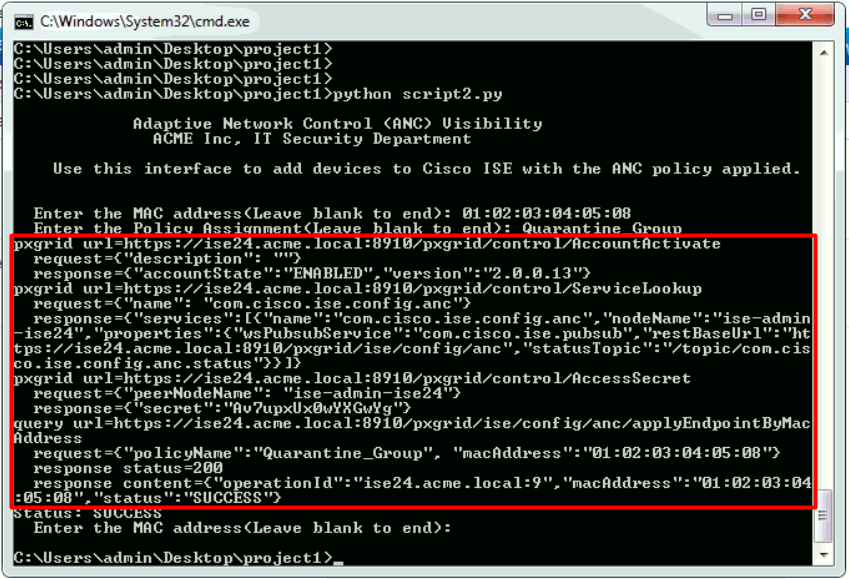 C:\Windows\System32\cmd.exe
C:\Users\admin\Desktop\project1>
C:\Users\admin\Desktop\project1>
C:\Users\admin\Desktop\project1>
C:\Users\admin\Desktop\project1>python script2.py
Adaptive Network Control (ANC) Visibility
ACME Inc, IT Security Department
Use this interface to add devices to Cisco ISE with the ANC policy applied.
Enter the MAC address(Leave blank to end): 01:02:03:04:05:08
Enter the Policy Assignment(Leave blank to end): Quarantine_Group
pxgrid url=https://ise24.acme.local:8910/pxgrid/control/AccountActivate
request={"description": ""}
response={"accountState":"ENABLED","version":"2.0.0.13"}
pxgrid url=https://ise24.acme.local:8910/pxgrid/control/ServiceLookup
request={"name": "com.cisco.ise.config.anc"}
response={"services":[{"name":"com.cisco.ise.config.anc","nodeName":"ise-admin
-ise24","properties":{"wsPubsubService":"com.cisco.ise.pubsub","restBaseUrl":"ht
tps://ise24.acme.local:8910/pxgrid/ise/config/anc","statusTopic":"/topic/com.cis
co.ise.config.anc.status"}}]}
pxgrid url=https://ise24.acme.local:8910/pxgrid/control/AccessSecret
request={"peerNodeName": "ise-admin-ise24"}
response={"secret":"Av7upxUx0wYXGwYg"}
query url=https://ise24.acme.local:8910/pxgrid/ise/config/anc/applyEndpointByMac
Address
request={"policyName":"Quarantine_Group", "macAddress":"01:02:03:04:05:08"}
response status=200
response content={"operationId":"ise24.acme.local:9","macAddress":"01:02:03:04
:05:08","status":"SUCCESS"}
Status: SUCCESS
Enter the MAC address(Leave blank to end):
C:\Users\admin\Desktop\project1>_